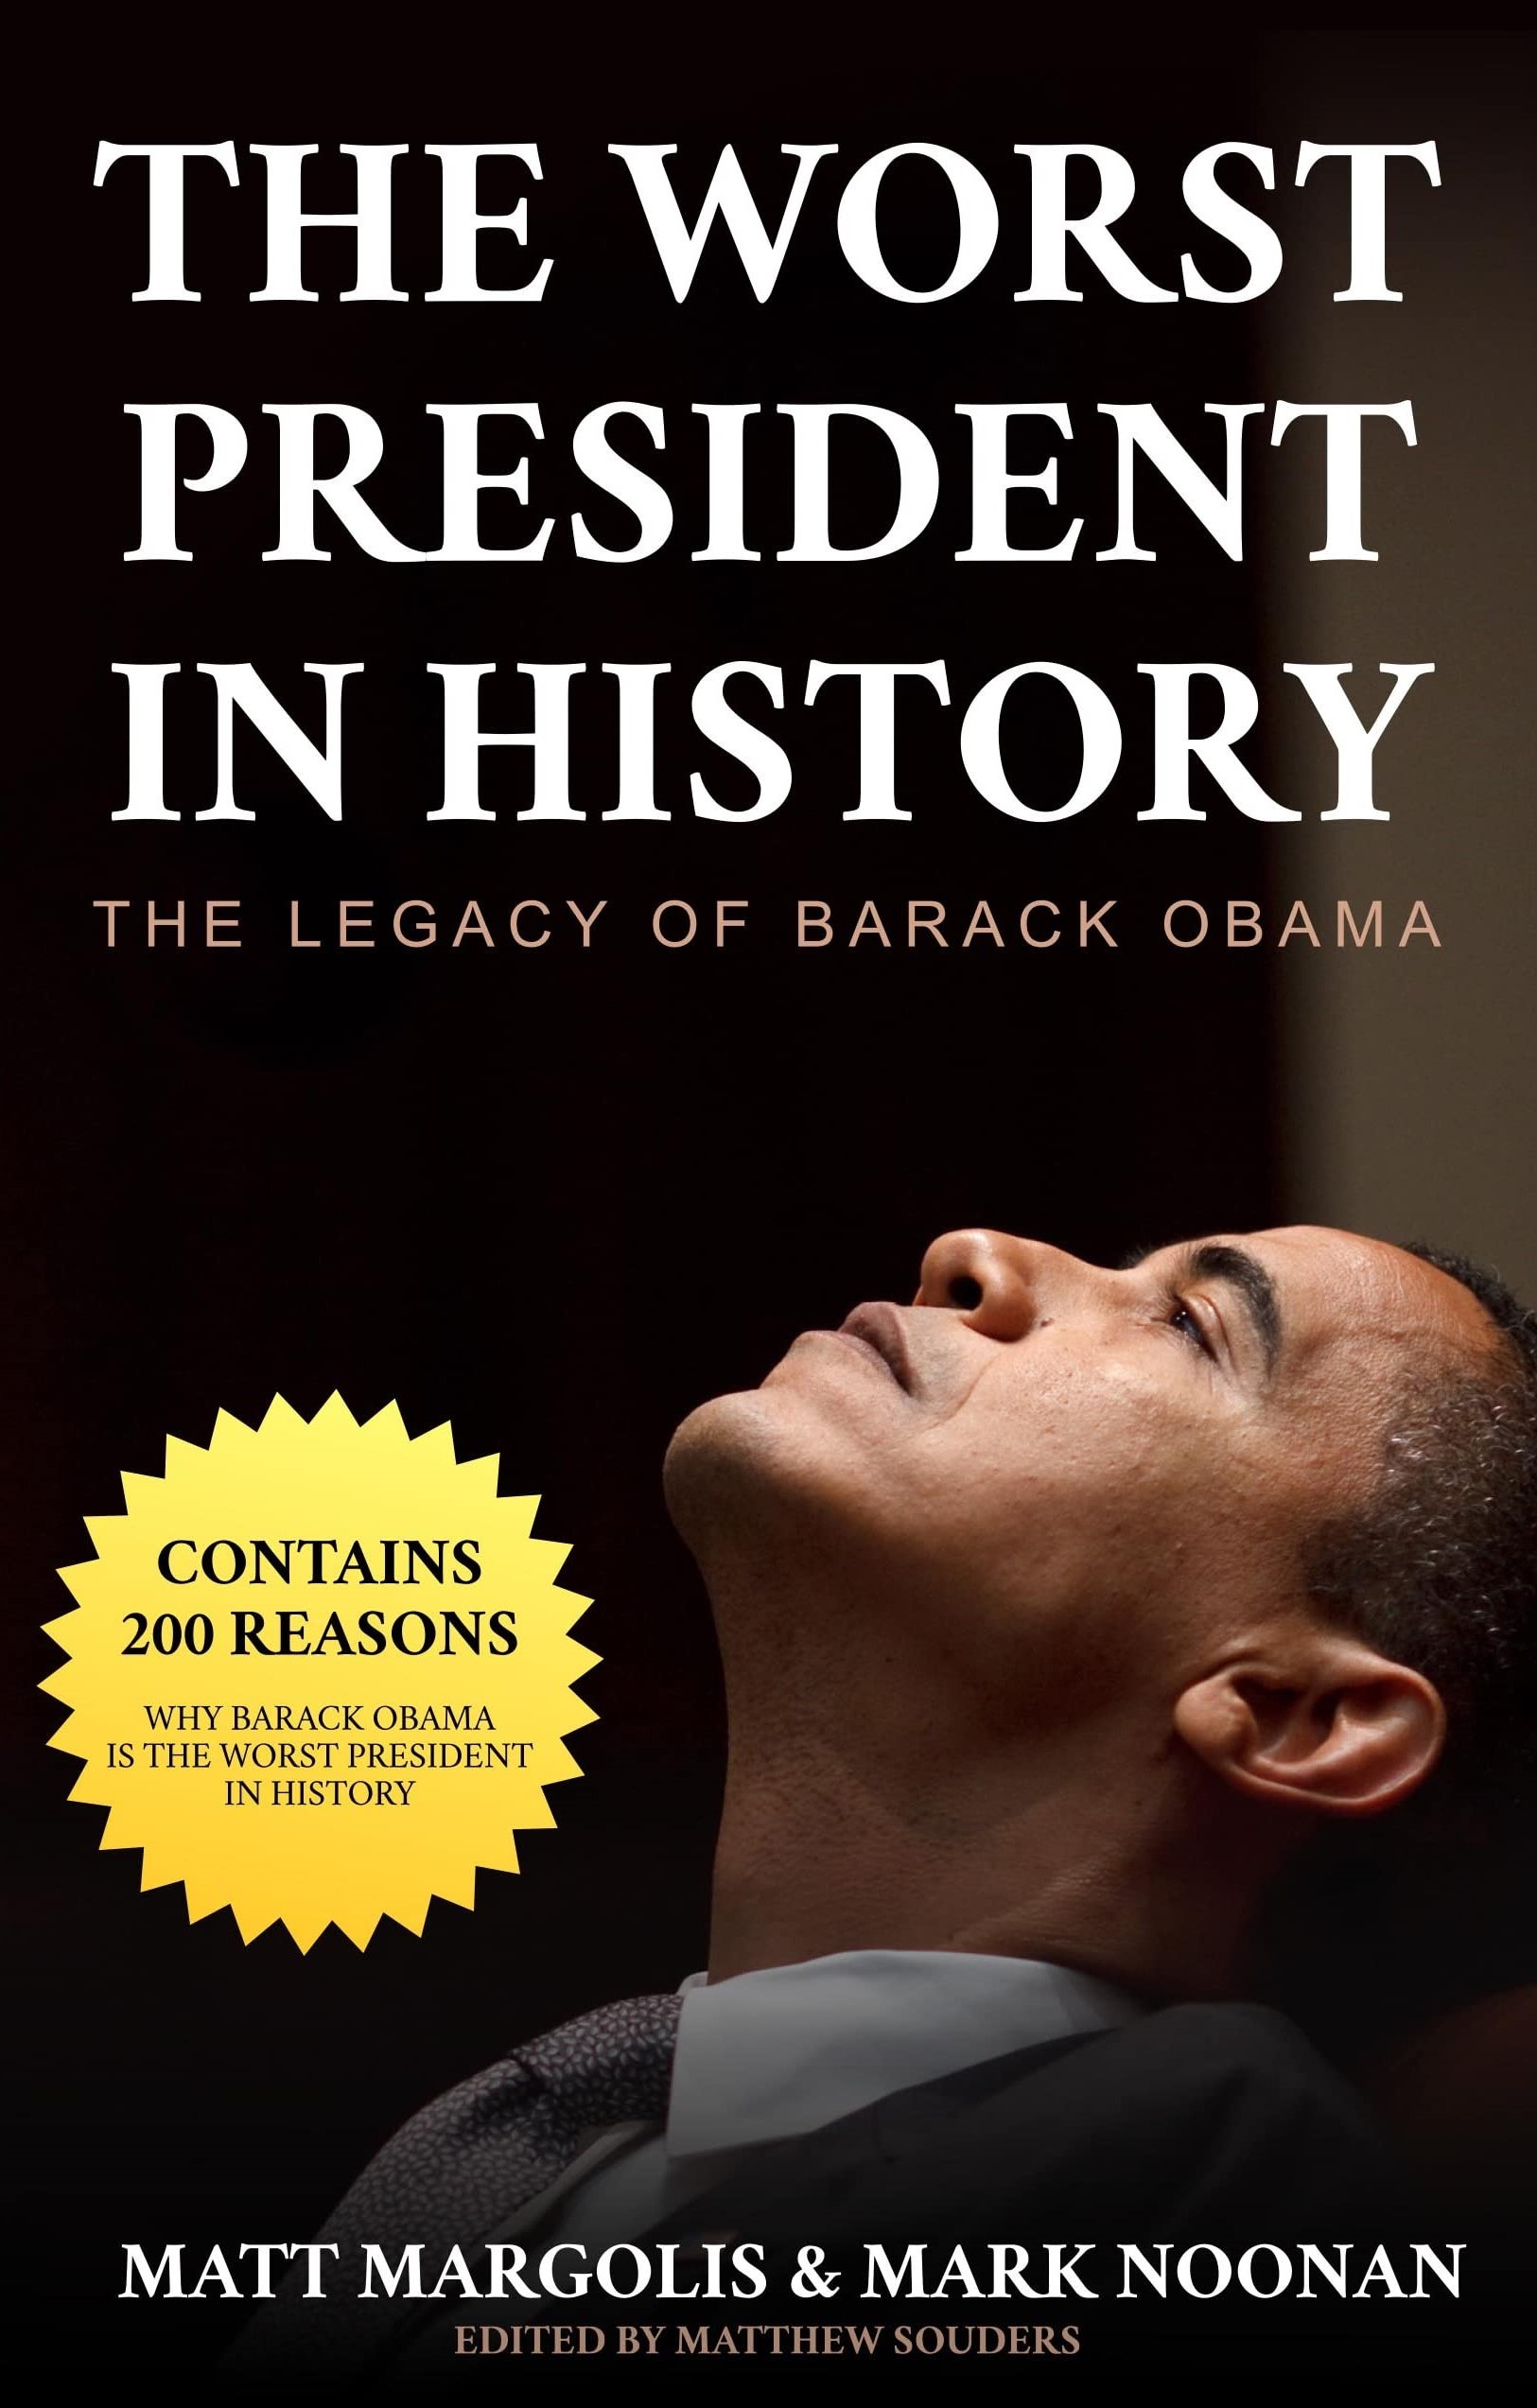 THE WORST
PRESIDENT
IN HISTORY
THE LEGACY OF BARACK OBAMA
CONTAINS
200 REASONS
WHY BARACK OBAMA
IS THE WORST PRESIDENT
IN HISTORY
MATT MARGOLIS & MARK NOONAN
EDITED BY MATTHEW SOUDERS